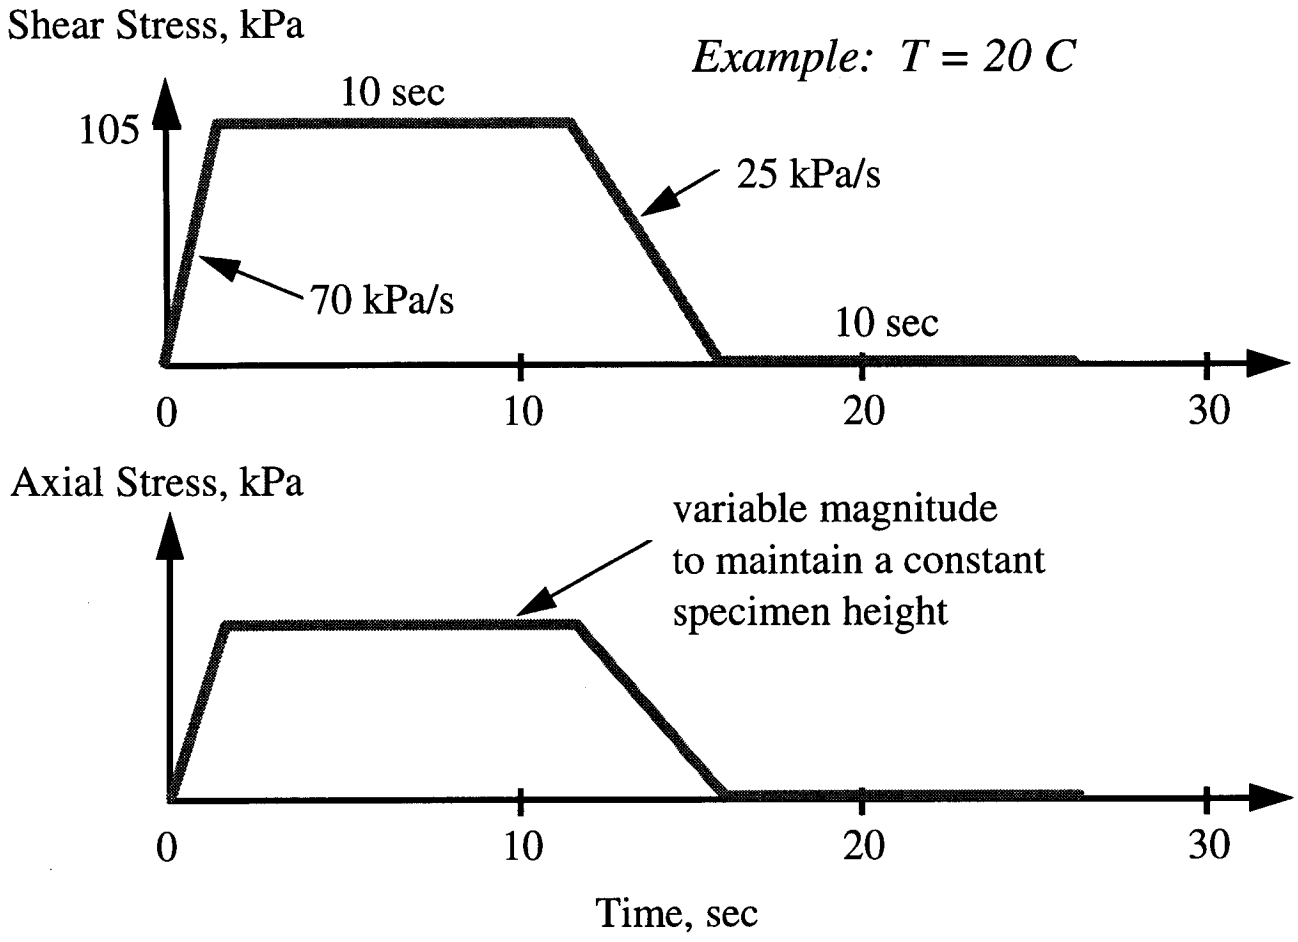 Shear Stress, kPa
Example: T = 20 C
10 sec
105
25 kPa/s
70 kPa/s
10 sec
0
10
20
30
Axial Stress, kPa
variable magnitude
to maintain a constant
specimen height
0
10
20
30
Time, sec